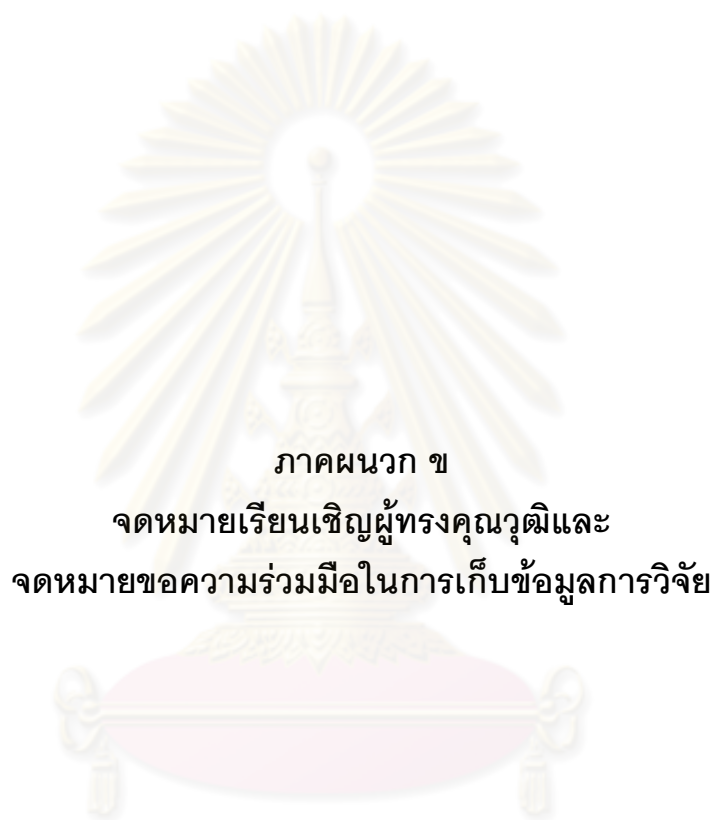 ภาคผนวก ข
จดหมายเรียนเชิญผู้ทรงคุณวุฒิและ
จดหมายขอความร่วมมือในการเก็บข้อมูลการวิจัย